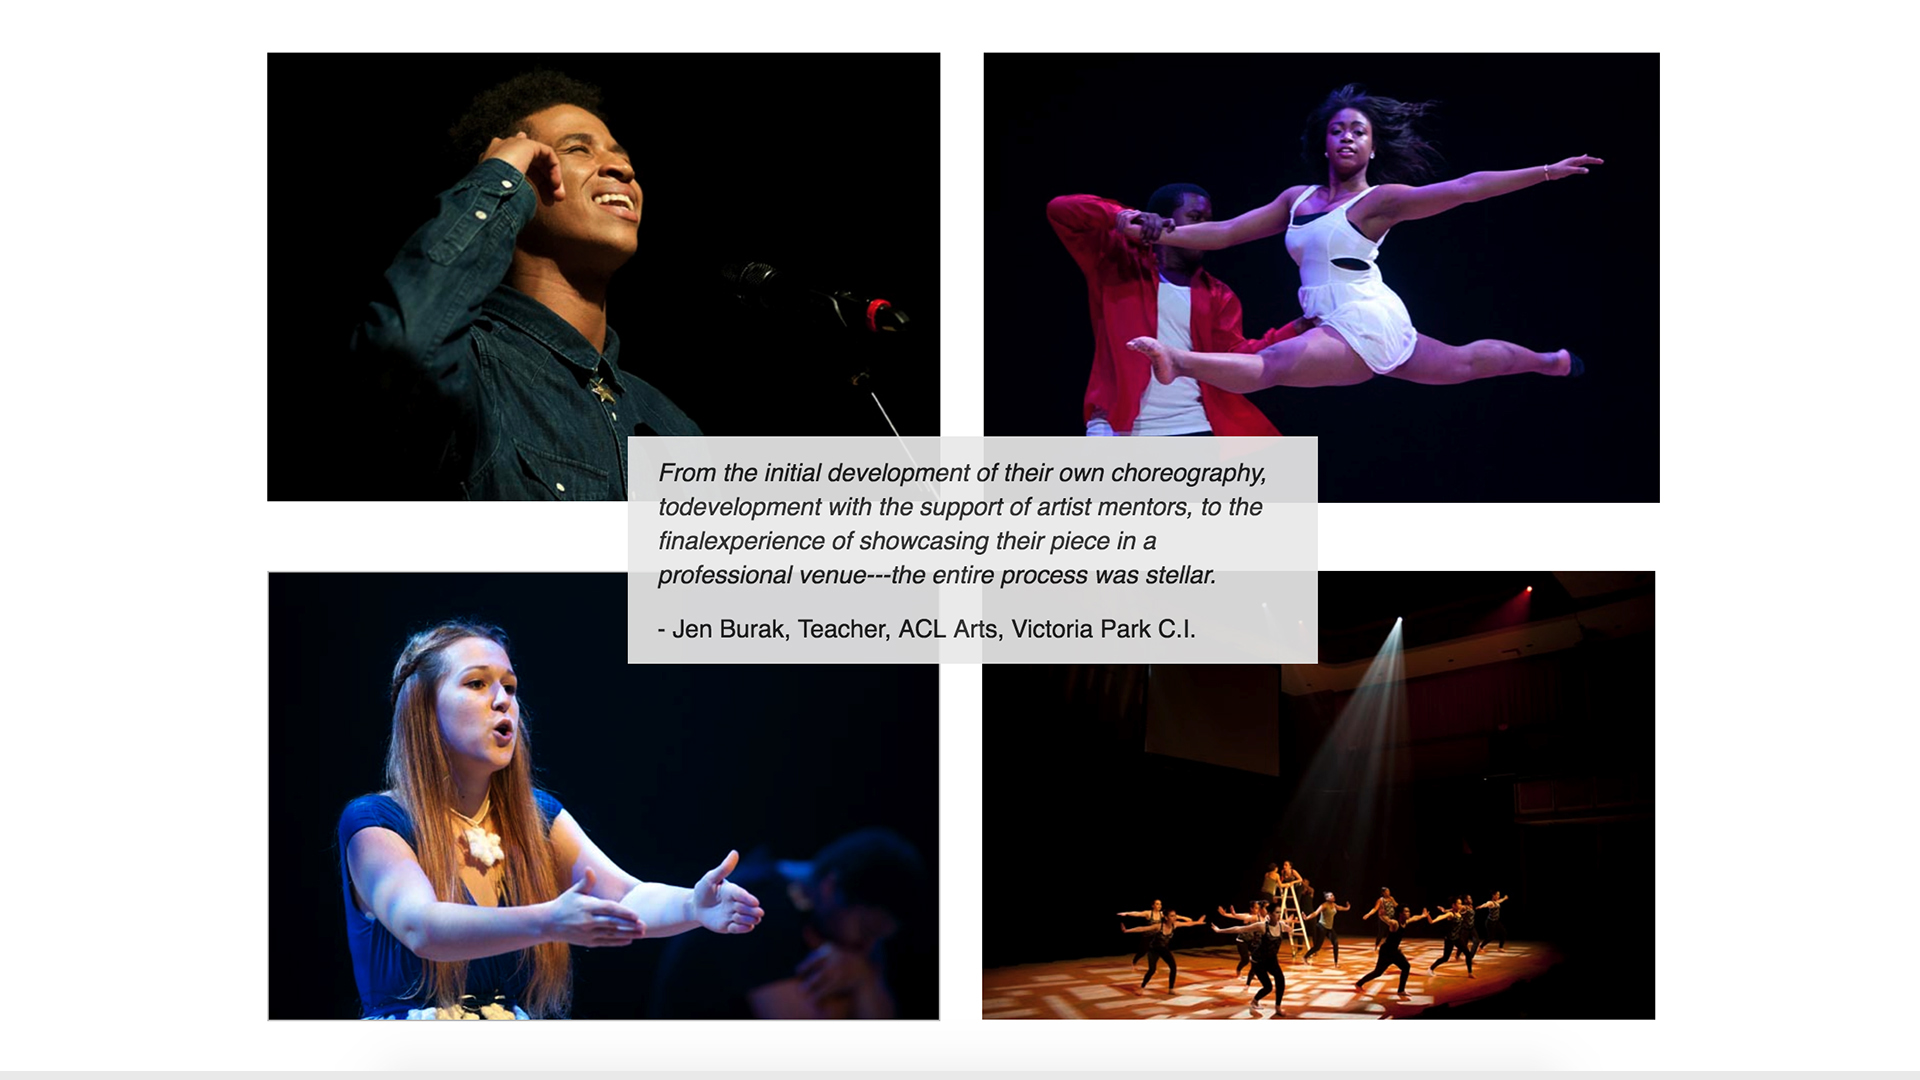 From the initial development of their own choreography,
todevelopment with the support of artist mentors, to the
finalexperience of showcasing their piece in a
professional venue---the entire process was stellar.
- Jen Burak, Teacher, ACL Arts, Victoria Park C.I.